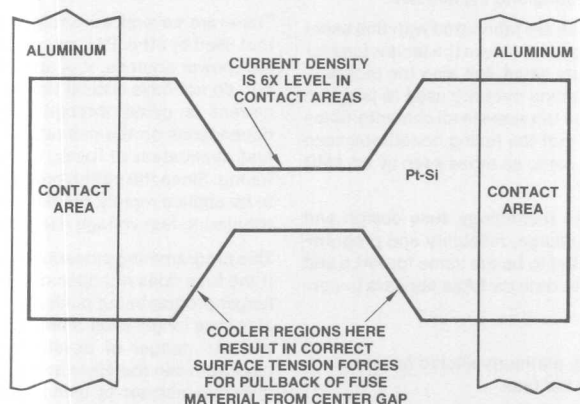 ALUMINUM
CURRENT DENSITY
IS 6X LEVEL IN
CONTACT AREAS
ALUMINUM
CONTACT
AREA
Pt-Si
CONTACT
AREA
COOLER REGIONS HERE
RESULT IN CORRECT
SURFACE TENSION FORCES
FOR PULLBACK OF FUSE
MATERIAL FROM CENTER GAP